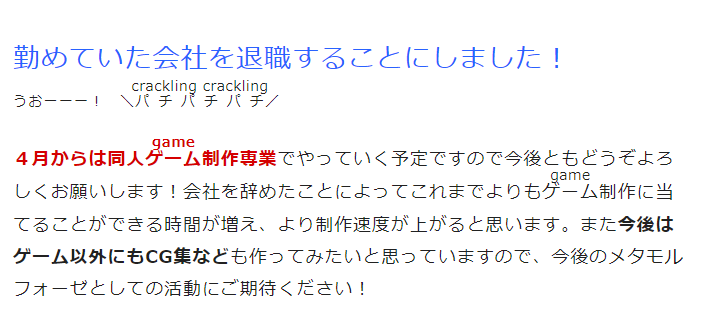 勤めていた会社を退職することにしました！
crackling crackling
うおーーー！　＼パチパチパチ／
game
４月からは同人ゲーム制作専業でやっていく予定ですので今後ともどうぞよろ
game
しくお願いします！会社を辞めたことによってこれまでよりもゲーム制作に当
てることができる時間が増え、より制作速度が上がると思います。また今後は
ゲーム以外にもCG集なども作ってみたいと思っていますので、今後のメタモル
フォーゼとしての活動にご期待ください！